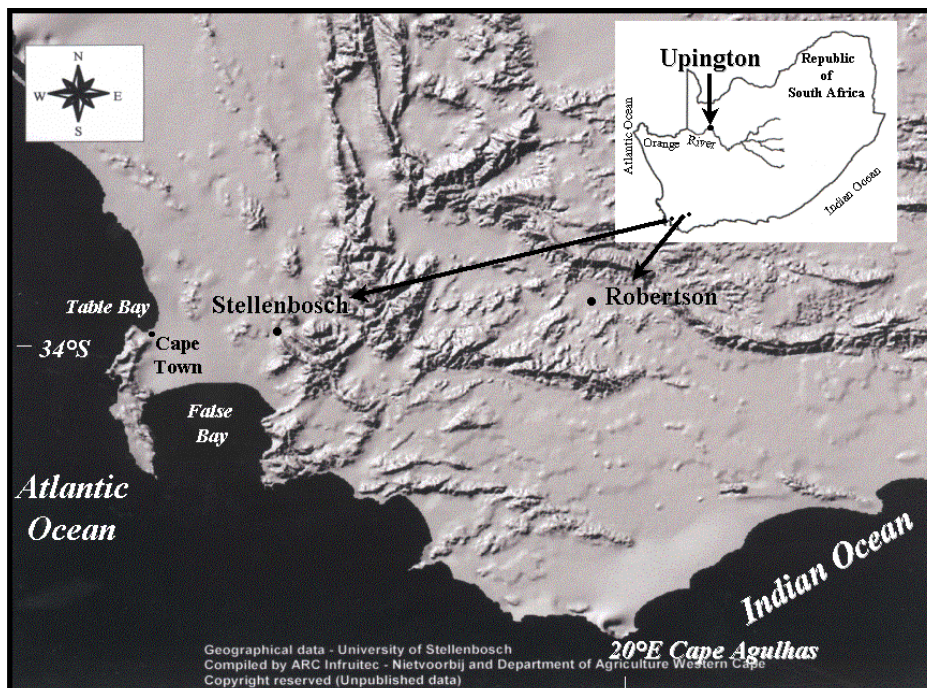 N
W E
S
Upington
Republic
of
South Africa
Atlantic Ocean
Orange River
Indian Ocean
Stellenbosch
Robertson
Table Bay
34°S
Cape
Town
False
Bay
Atlantic
Ocean
Indian Ocean
20°E Cape Agulhas
Geographical data - University of Stellenbosch
Compiled by ARC Infruitec - Nietvoorbij and Department of Agriculture Western Cape
Copyright reserved (Unpublished data)